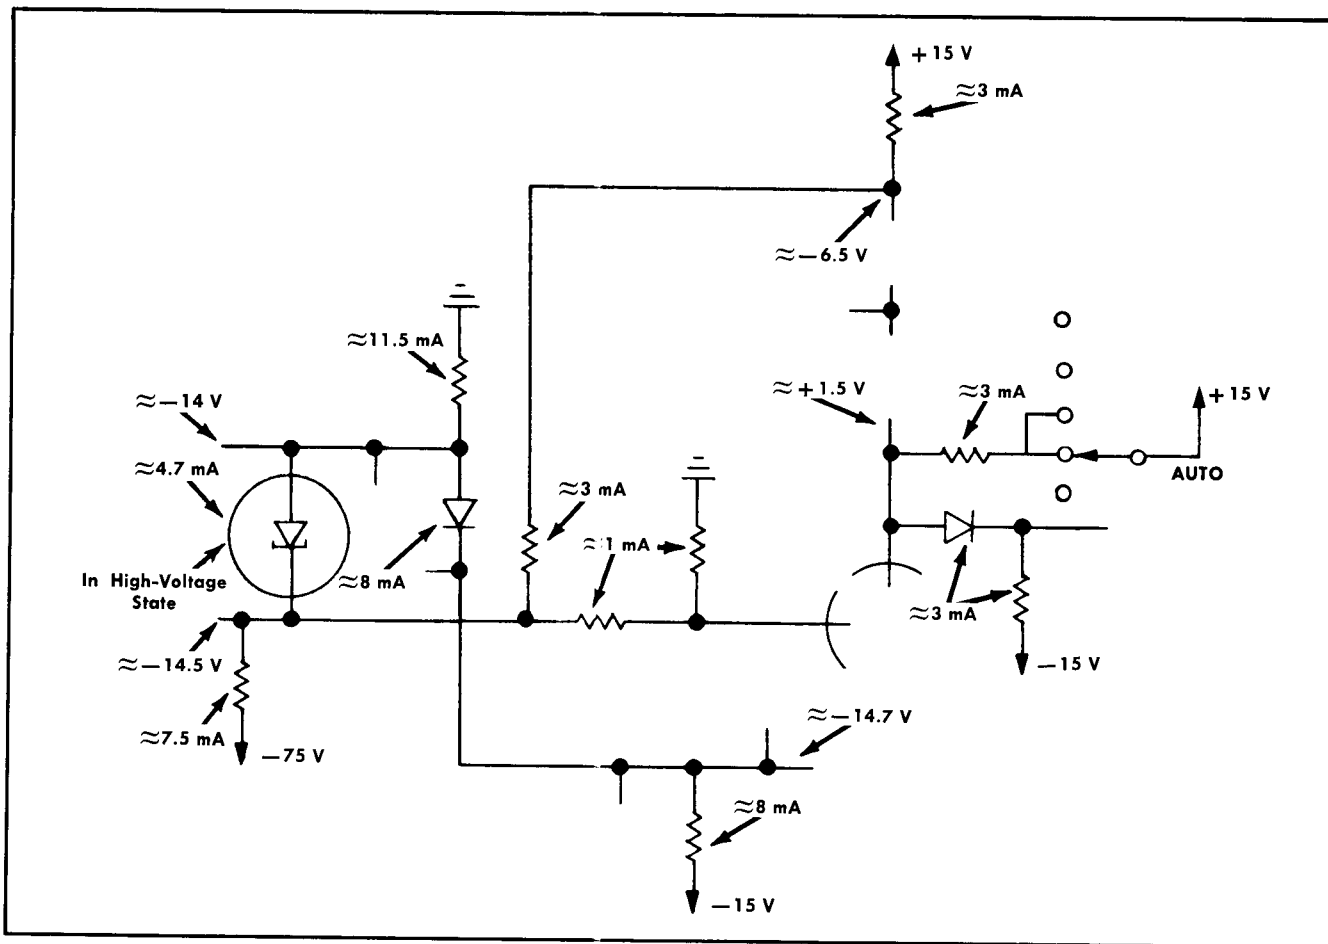 +15 V
≈3 mA
≈−6.5 V
≈11.5 mA
≈+1.5 V
≈3 mA
+15 V
≈−14 V
AUTO
≈4.7 mA
≈3 mA
≈1 mA
In High-Voltage
State
≈8 mA
≈3 mA
≈−14.5 V
−15 V
≈−14.7 V
≈7.5 mA
−75 V
≈8 mA
−15 V